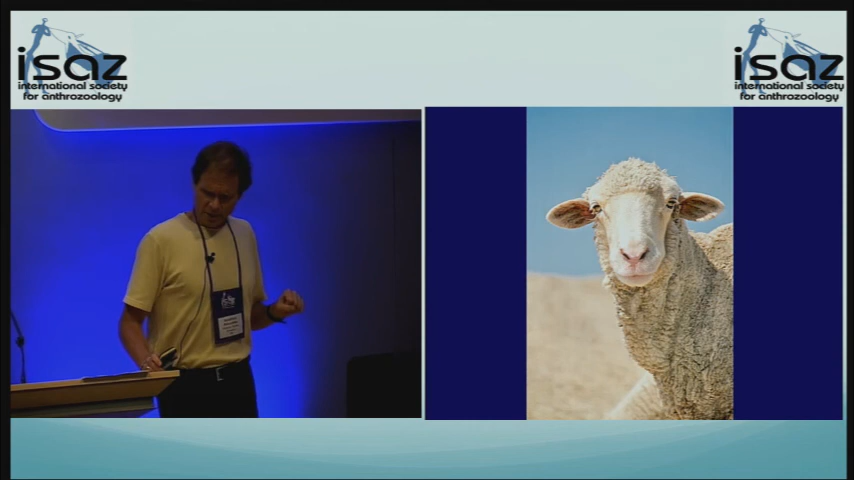 isaz
international society
for anthrozoology
isaz
international society
for anthrozoology